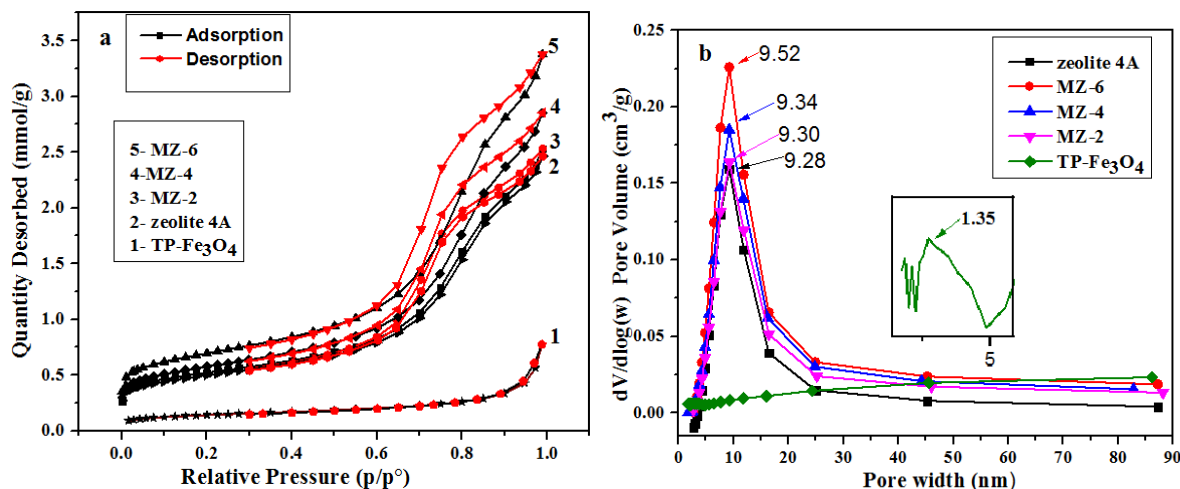 a
Adsorption
Desorption
5- MZ-6
4-MZ-4
3- MZ-2
2- zeolite 4A
1- TP-Fe₃O₄
5
4
3
2
1
3.5
3.0
2.5
2.0
1.5
1.0
0.5
0.0
0.0 0.2 0.4 0.6 0.8 1.0
Quantity Desorbed (mmol/g)
Relative Pressure (p/p°)
b
9.52
9.34
9.30
9.28
zeolite 4A
MZ-6
MZ-4
MZ-2
TP-Fe₃O₄
1.35
5
0.25
0.20
0.15
0.10
0.05
0.00
0 10 20 30 40 50 60 70 80 90
dV/dlog(w) Pore Volume (cm³/g)
Pore width (nm)